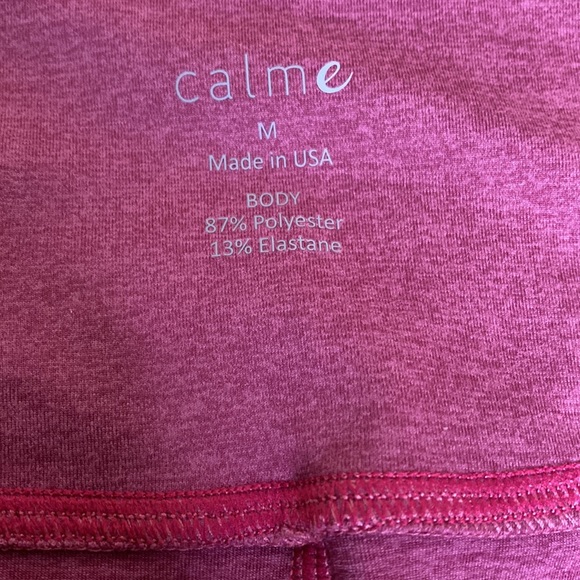 calme
M
Made in USA
BODY
87% Polyester
13% Elastane